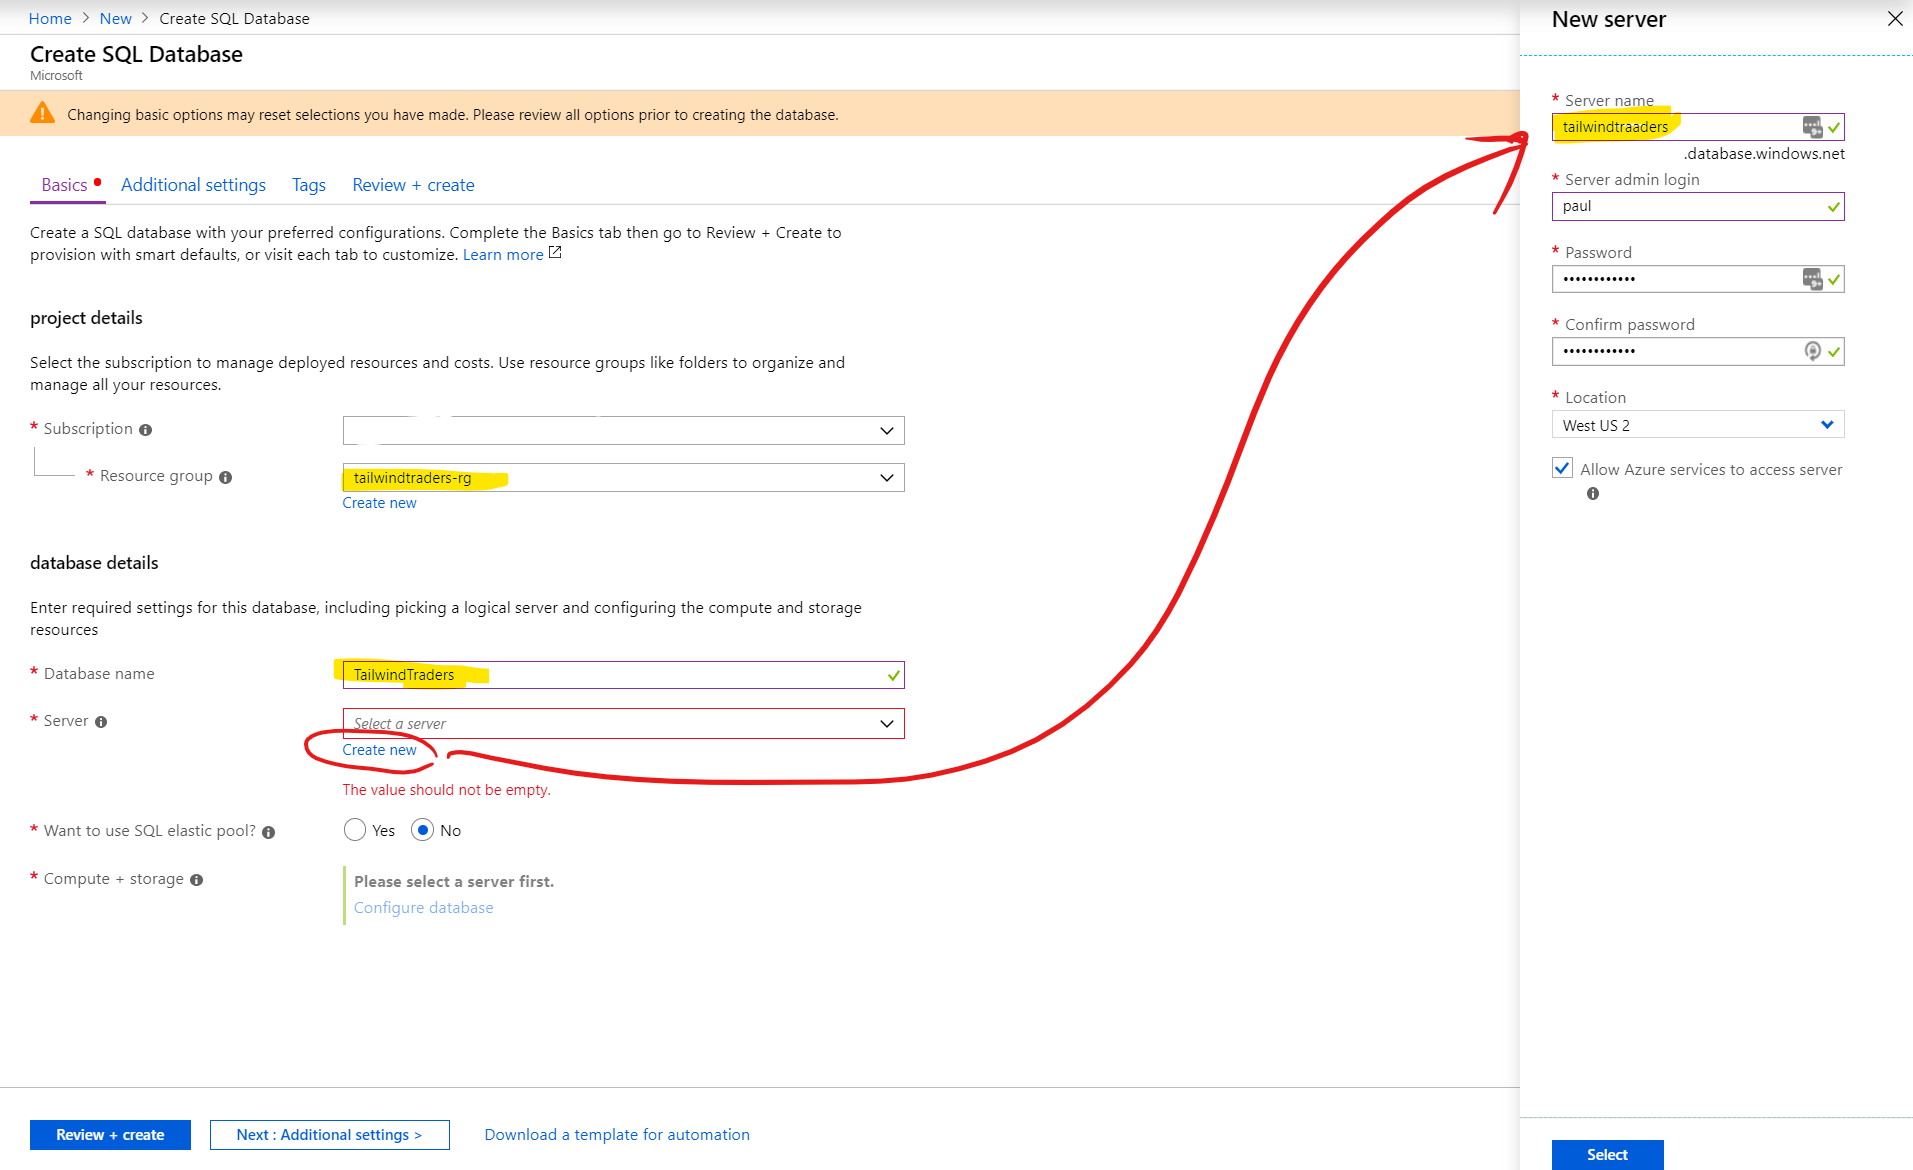 Home > New > Create SQL Database
Create SQL Database
Microsoft
Changing basic options may reset selections you have made. Please review all options prior to creating the database.
Basics Additional settings Tags Review + create
Create a SQL database with your preferred configurations. Complete the Basics tab then go to Review + Create to
provision with smart defaults, or visit each tab to customize. Learn more
project details
Select the subscription to manage deployed resources and costs. Use resource groups like folders to organize and
manage all your resources.
* Subscription
* Resource group
tailwindtraders-rg
Create new
database details
Enter required settings for this database, including picking a logical server and configuring the compute and storage
resources
* Database name
TailwindTraders
* Server
Select a server
Create new
The value should not be empty.
* Want to use SQL elastic pool?
Yes No
* Compute + storage
Please select a server first.
Configure database
Review + create
Next : Additional settings >
Download a template for automation
New server
* Server name
tailwindtraaders
.database.windows.net
* Server admin login
paul
* Password
••••••••••••
* Confirm password
••••••••••••
* Location
West US 2
Allow Azure services to access server
Select